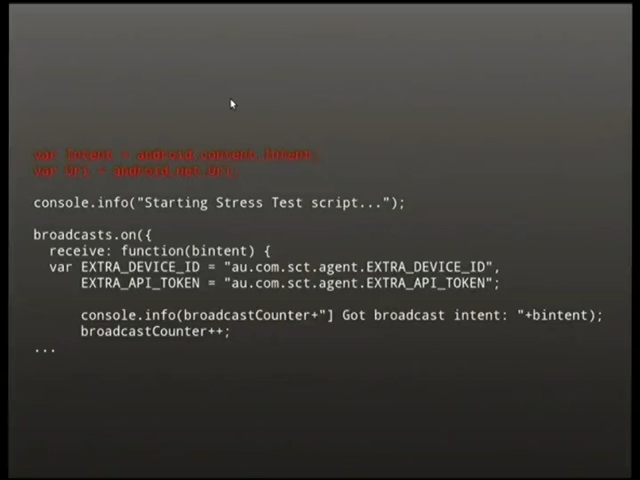 var Intent = android.content.Intent;
var Uri = android.net.Uri;
console.info("Starting Stress Test script...");
broadcasts.on({
receive: function(bintent) {
var EXTRA_DEVICE_ID = "au.com.sct.agent.EXTRA_DEVICE_ID",
EXTRA_API_TOKEN = "au.com.sct.agent.EXTRA_API_TOKEN";
console.info(broadcastCounter+"] Got broadcast intent: "+bintent);
broadcastCounter++;
...